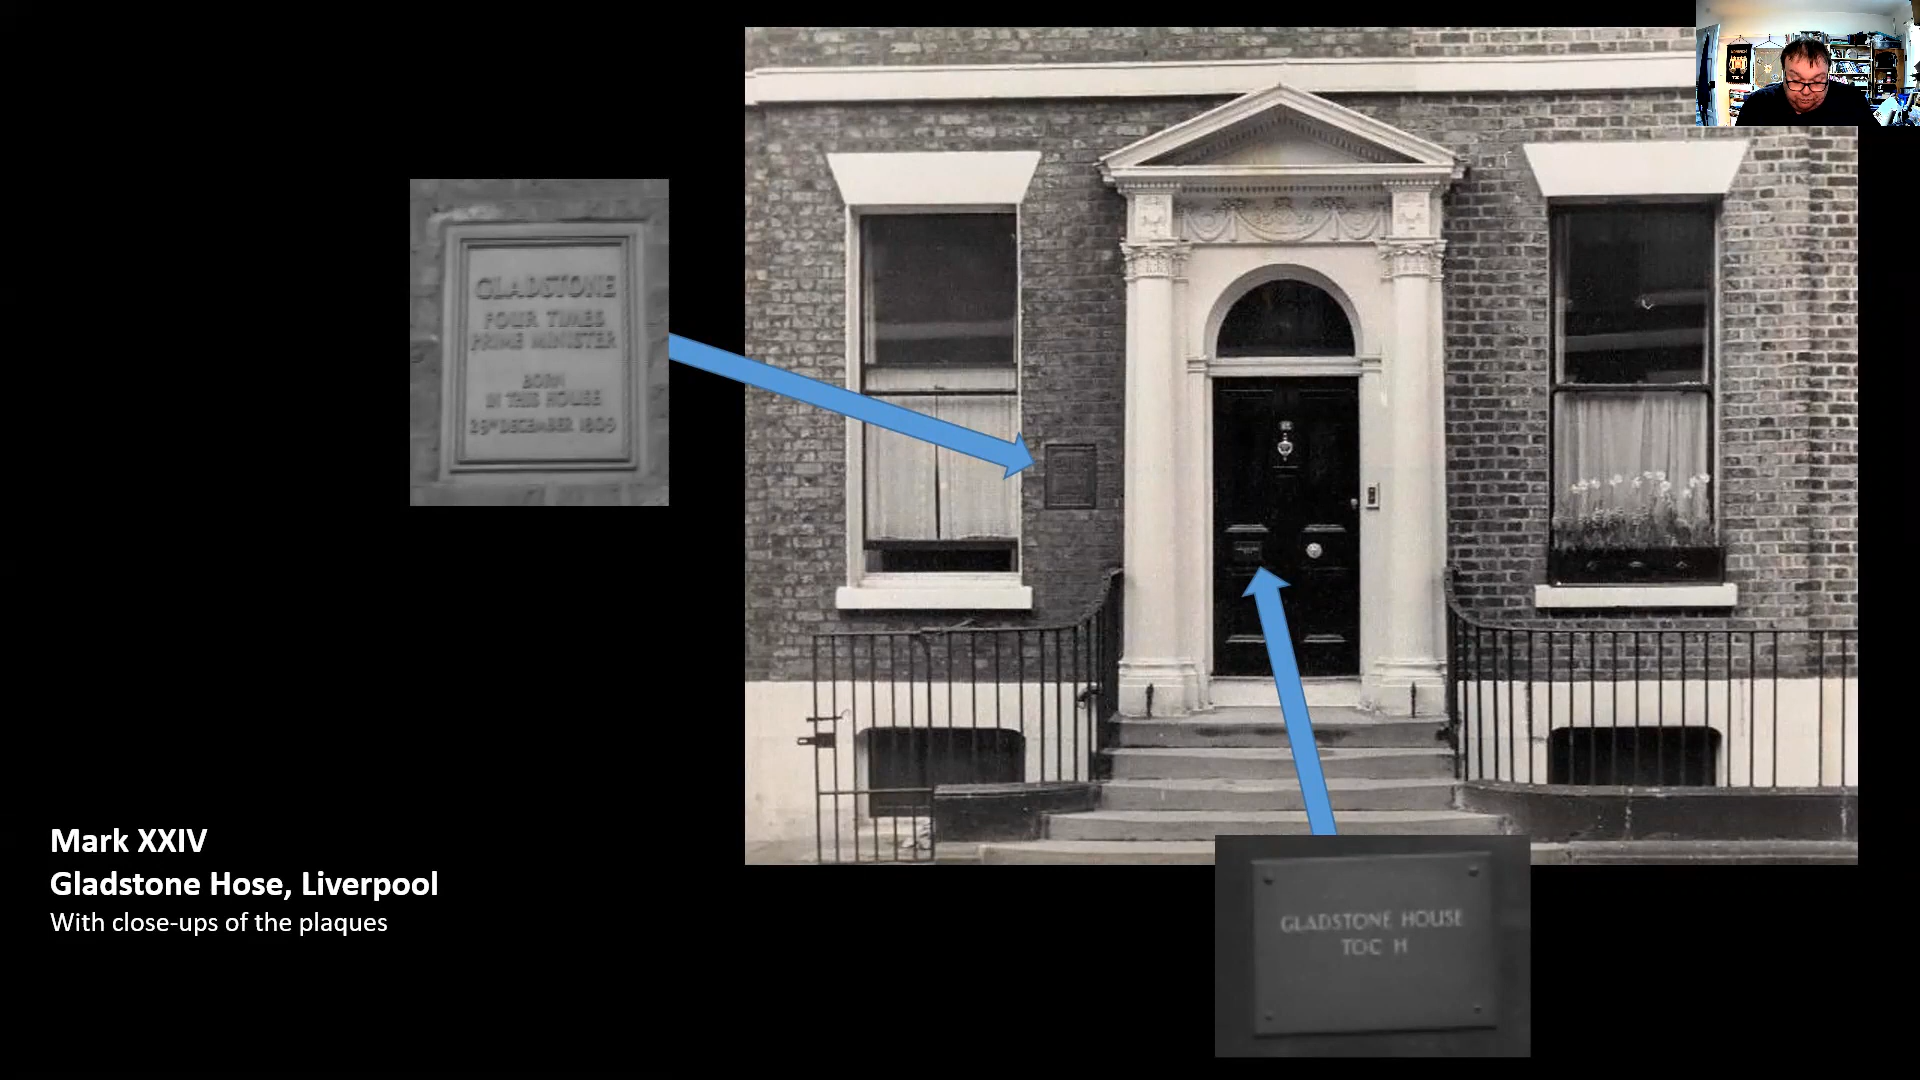 GLADSTONE
FOUR TIMES
PRIME MINISTER
BORN
IN THIS HOUSE
29TH DECEMBER 1809
Mark XXIV
Gladstone Hose, Liverpool
With close-ups of the plaques
GLADSTONE HOUSE
TOC H